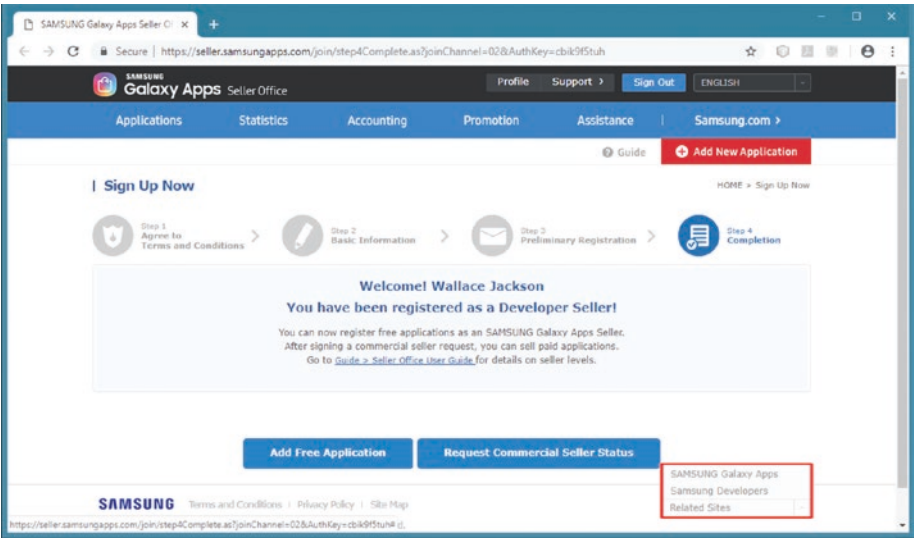 SAMSUNG Galaxy Apps Seller Of
Secure | https://seller.samsungapps.com/join/step4Complete.as?joinChannel=02&AuthKey=cbik9f5tuh
SAMSUNG
Galaxy Apps Seller Office
Profile Support > Sign Out ENGLISH
Applications Statistics Accounting Promotion Assistance | Samsung.com >
Guide Add New Application
| Sign Up Now
HOME > Sign Up Now
Step 1
Agree to
Terms and Conditions
Step 2
Basic Information
Step 3
Preliminary Registration
Step 4
Completion
Welcome! Wallace Jackson
You have been registered as a Developer Seller!
You can now register free applications as an SAMSUNG Galaxy Apps Seller.
After signing a commercial seller request, you can sell paid applications.
Go to Guide > Seller Office User Guide for details on seller levels.
Add Free Application Request Commercial Seller Status
SAMSUNG Galaxy Apps
Samsung Developers
Related Sites
SAMSUNG Terms and Conditions | Privacy Policy | Site Map
https://seller.samsungapps.com/join/step4Complete.as?joinChannel=02&AuthKey=cbik9f5tuh#